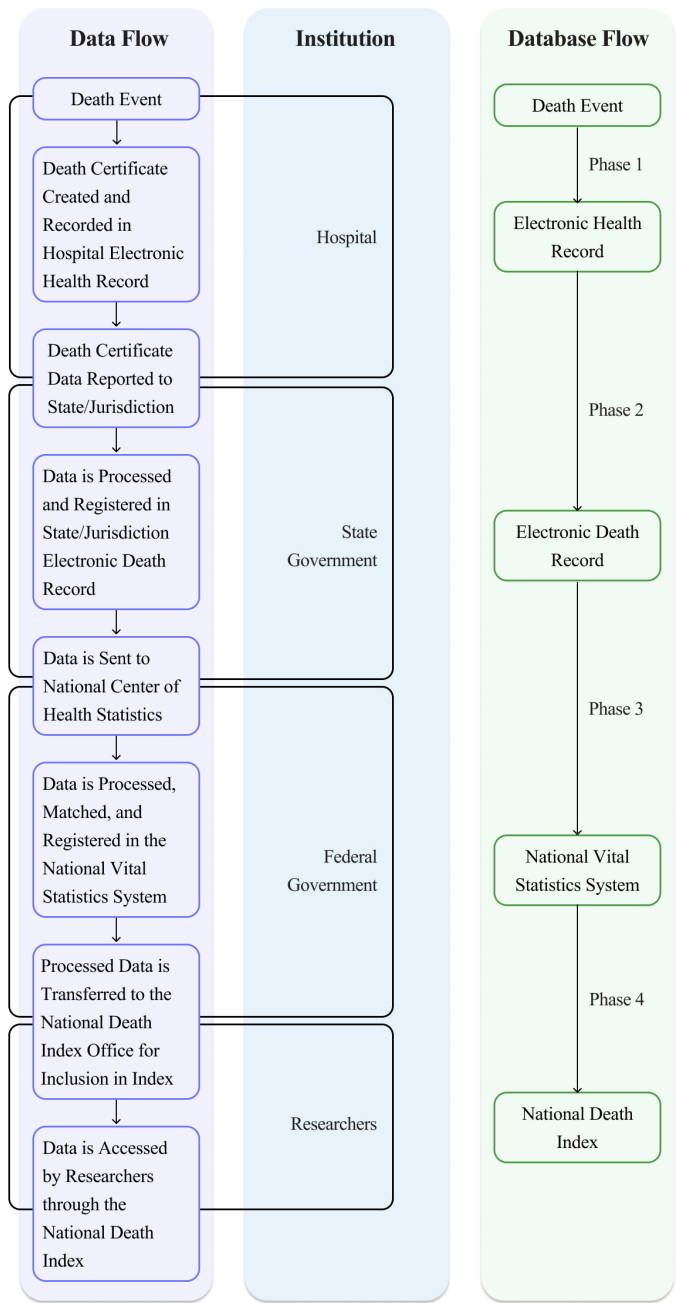 Data Flow
Death Event
Death Certificate
Created and
Recorded in
Hospital Electronic
Health Record
Death Certificate
Data Reported to
State/Jurisdiction
Data is Processed
and Registered in
State/Jurisdiction
Electronic Death
Record
Data is Sent to
National Center of
Health Statistics
Data is Processed,
Matched, and
Registered in the
National Vital
Statistics System
Processed Data is
Transferred to the
National Death
Index Office for
Inclusion in Index
Data is Accessed
by Researchers
through the
National Death
Index
Institution
Hospital
State
Government
Federal
Government
Researchers
Database Flow
Death Event
Phase 1
Electronic Health
Record
Phase 2
Electronic Death
Record
Phase 3
National Vital
Statistics System
Phase 4
National Death
Index